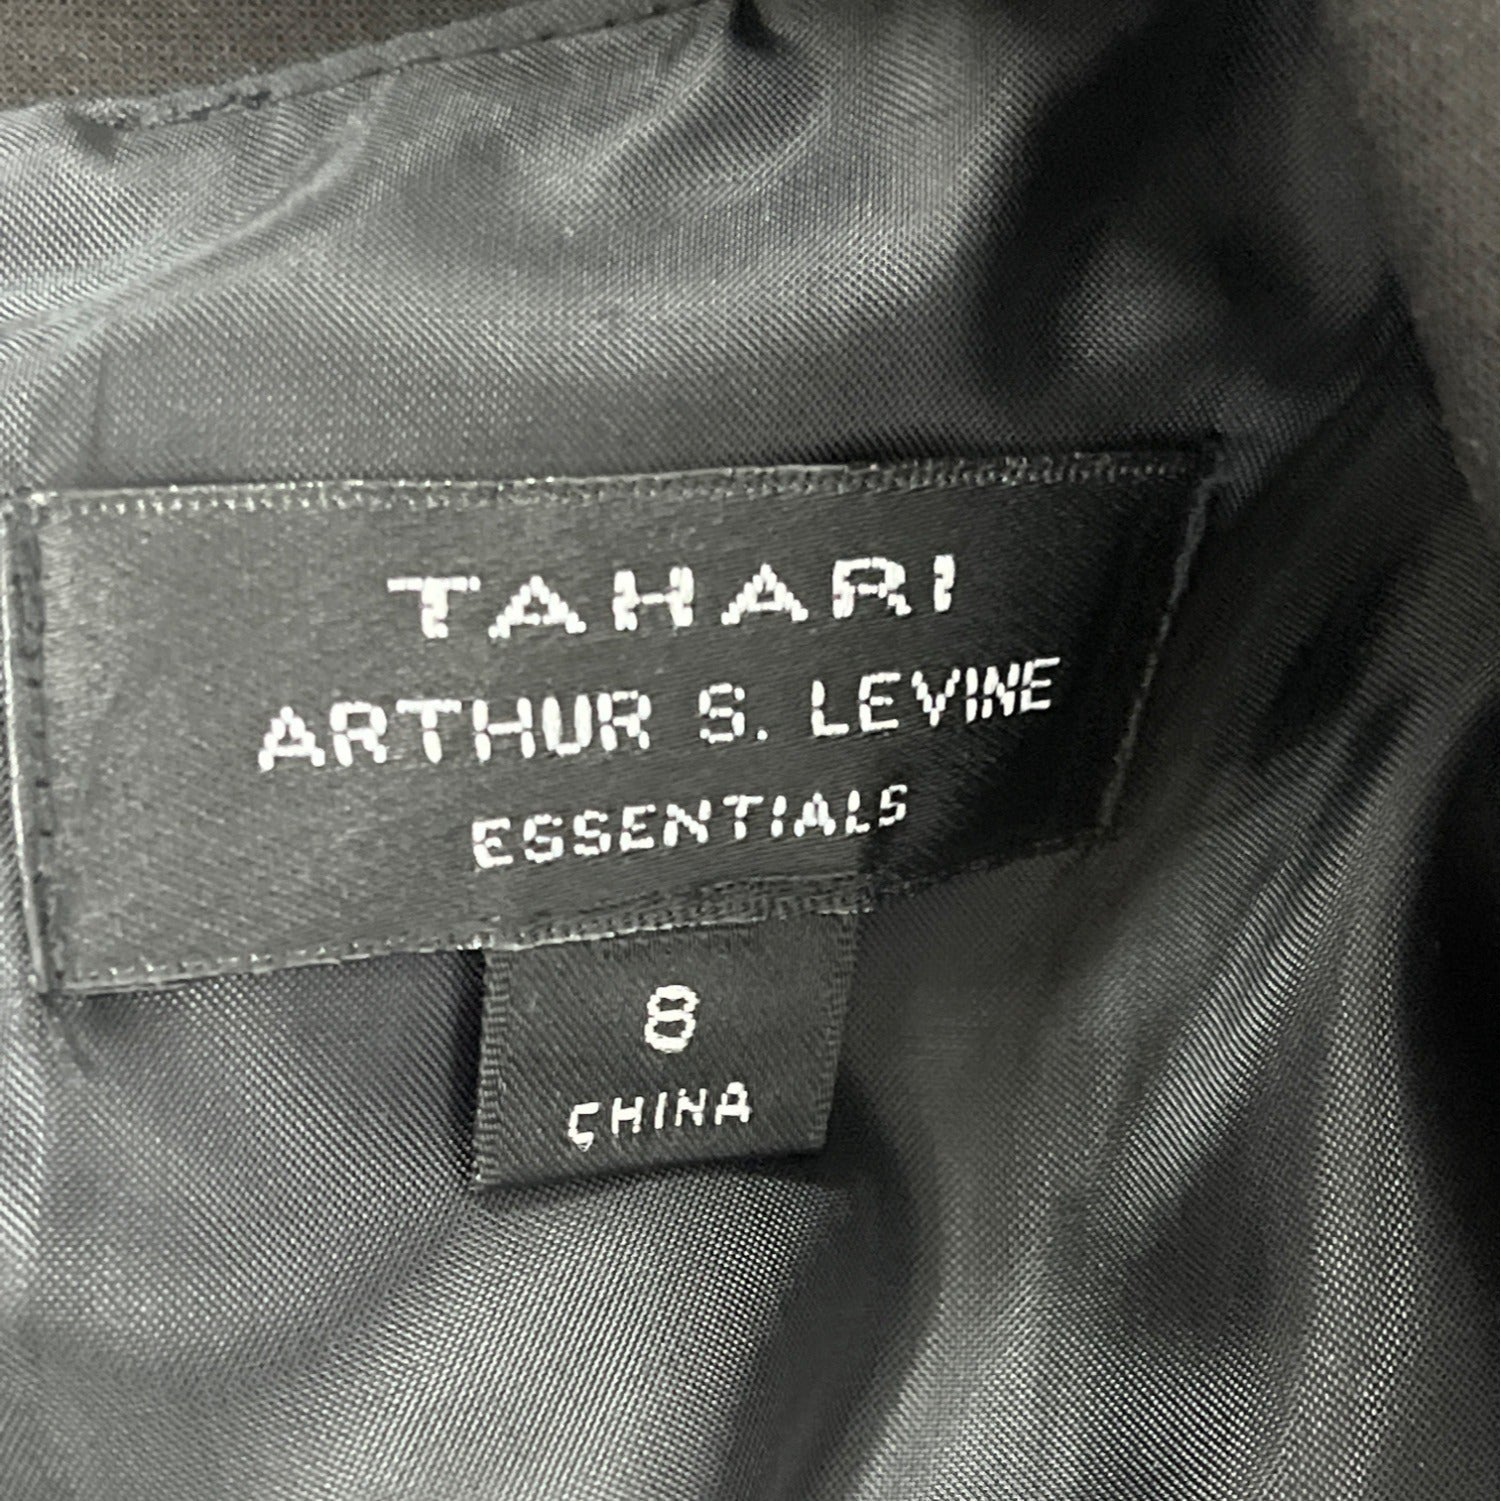 TAHARI
ARTHUR S. LEVINE
ESSENTIALS
8
CHINA